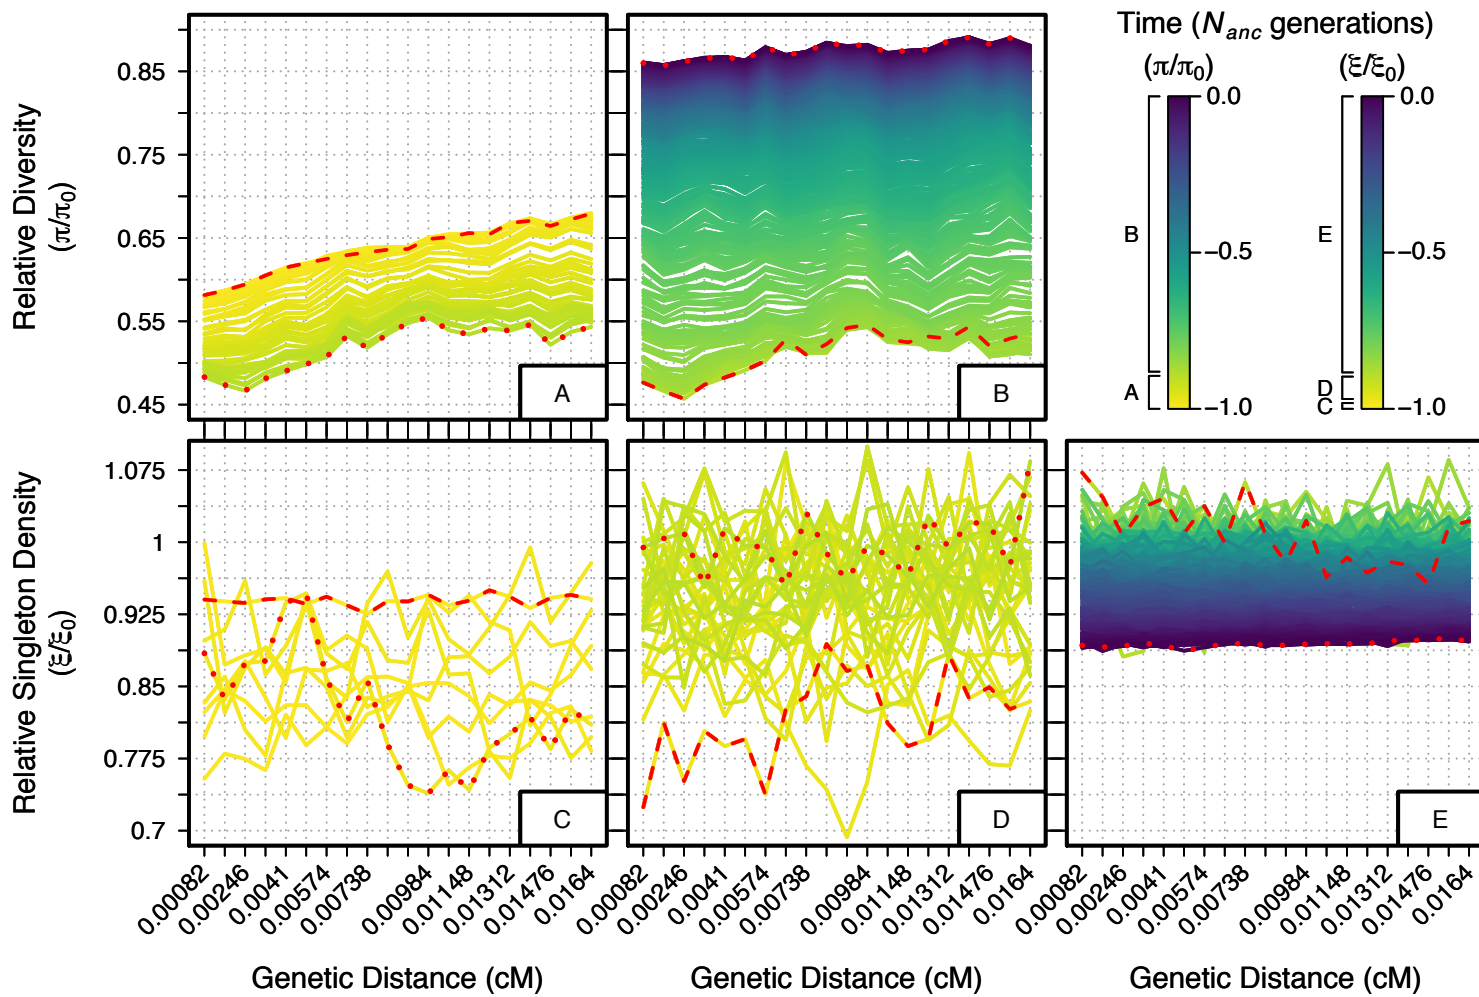 Time (Nanc generations)
(π/π0)
(ξ/ξ0)
0.0
−0.5
−1.0
B
A
0.0
−0.5
−1.0
E
D
C
Relative Diversity
(π/π0)
0.85
0.75
0.65
0.55
0.45
A
B
Relative Singleton Density
(ξ/ξ0)
1.075
1
0.925
0.85
0.775
0.7
C
D
E
0.00082
0.00246
0.0041
0.00574
0.00738
0.00984
0.01148
0.01312
0.01476
0.0164
0.00082
0.00246
0.0041
0.00574
0.00738
0.00984
0.01148
0.01312
0.01476
0.0164
0.00082
0.00246
0.0041
0.00574
0.00738
0.00984
0.01148
0.01312
0.01476
0.0164
Genetic Distance (cM)
Genetic Distance (cM)
Genetic Distance (cM)